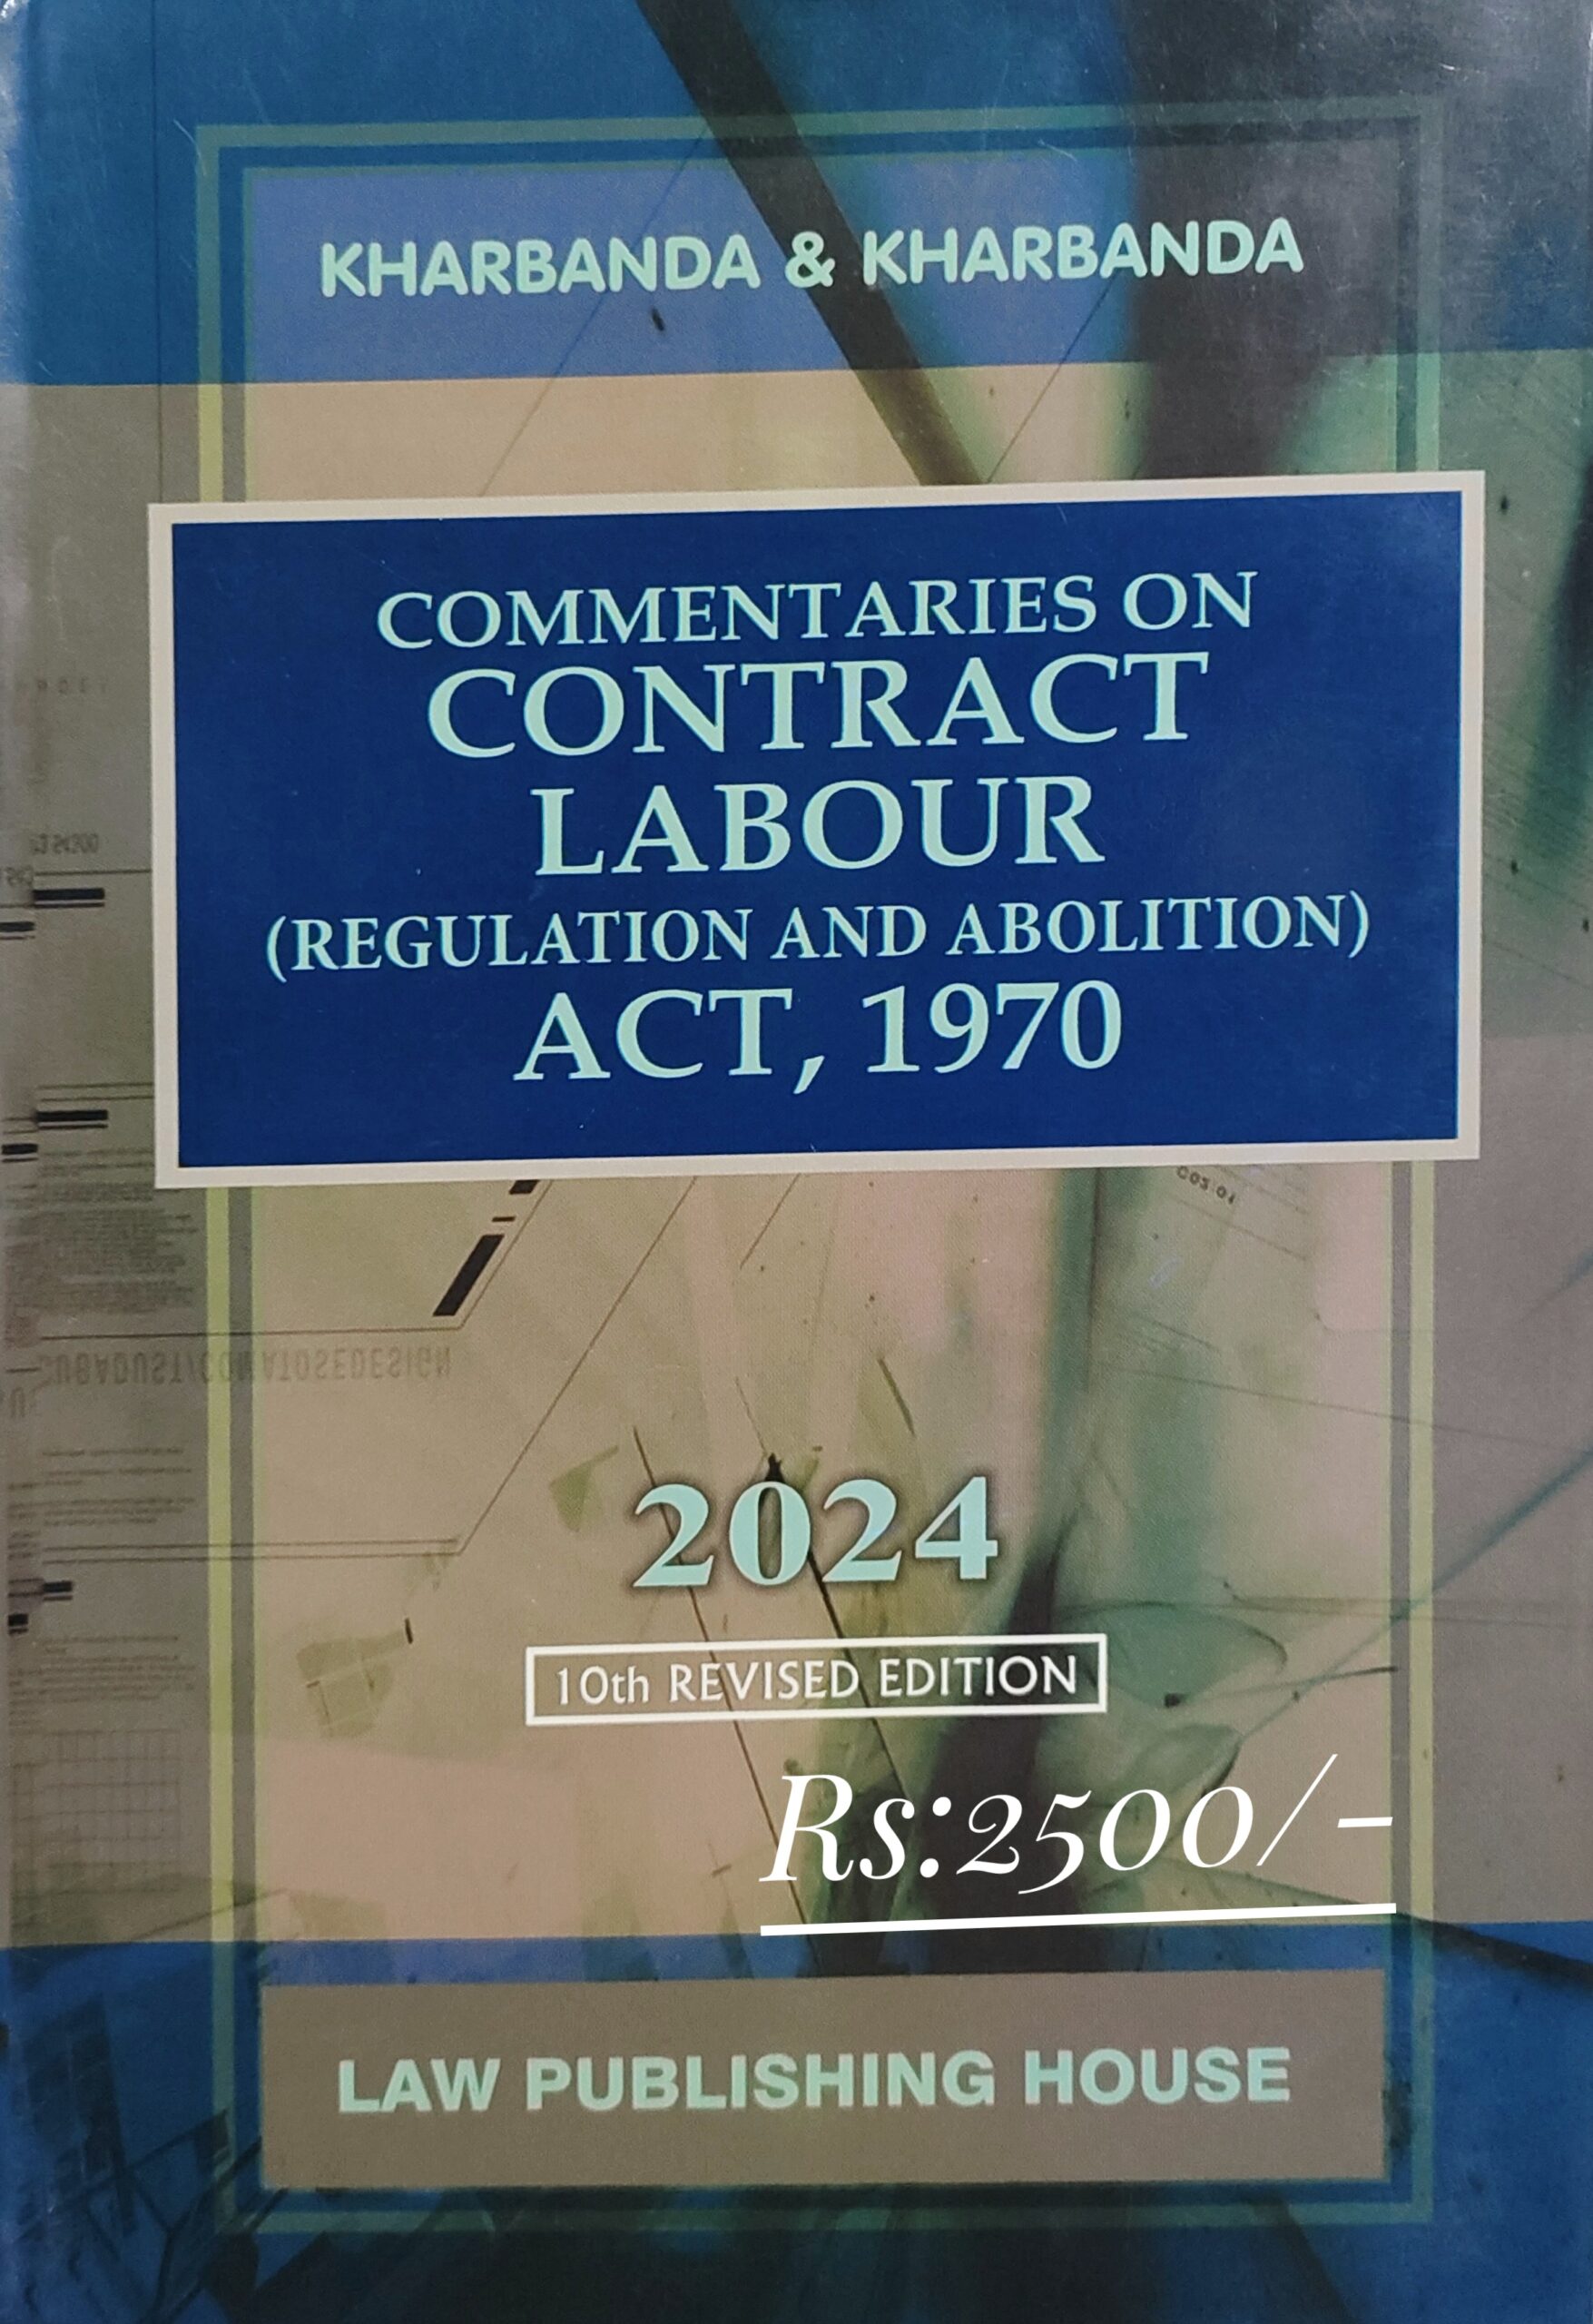 KHARBANDA & KHARBANDA
COMMENTARIES ON
CONTRACT
LABOUR
(REGULATION AND ABOLITION)
ACT, 1970
2024
10th REVISED EDITION
Rs:2500/-
LAW PUBLISHING HOUSE